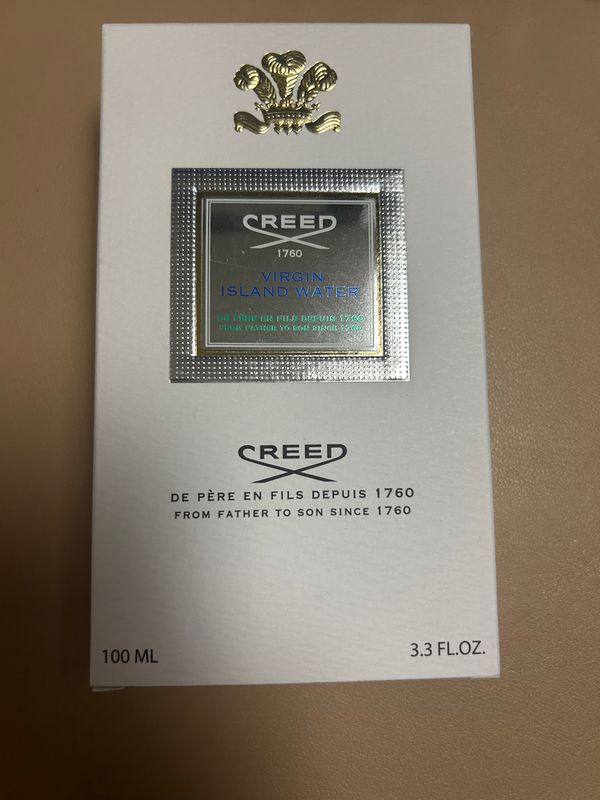 CREED
1760
VIRGIN
ISLAND WATER
DE PÈRE EN FILS DEPUIS 1760
FROM FATHER TO SON SINCE 1760
CREED
DE PÈRE EN FILS DEPUIS 1760
FROM FATHER TO SON SINCE 1760
100 ML
3.3 FL.OZ.